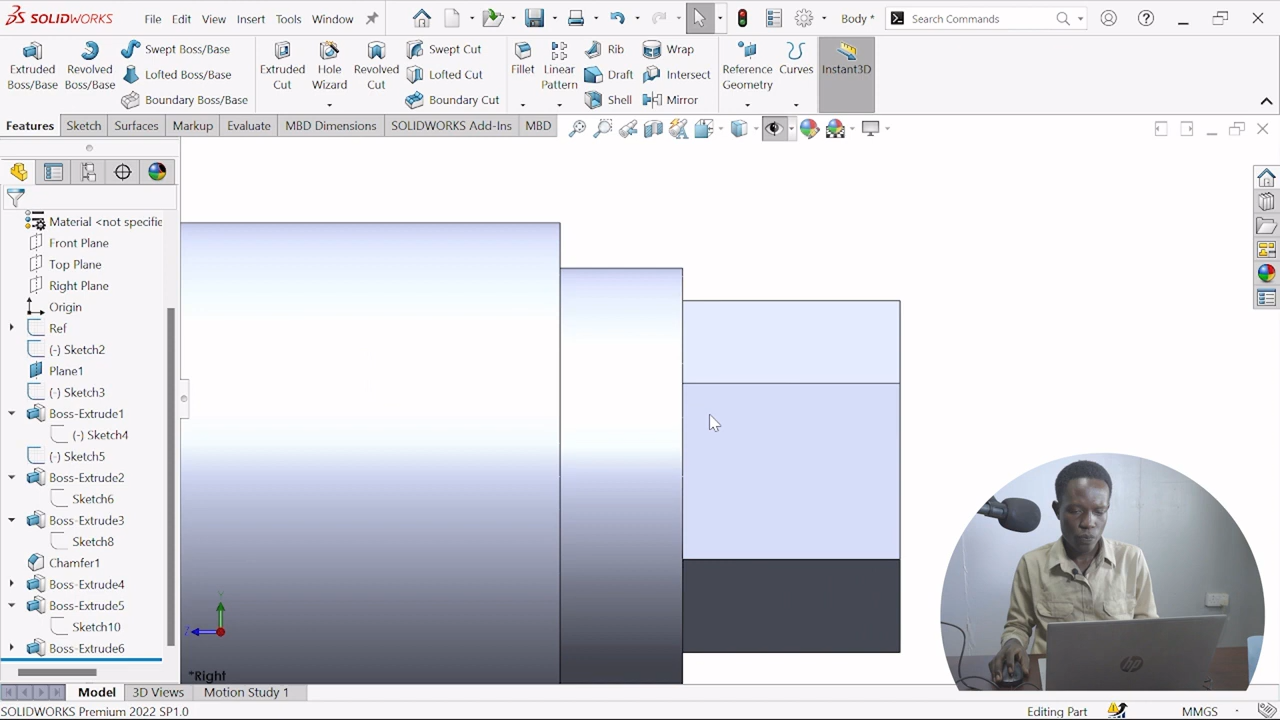 SOLIDWORKS File Edit View Insert Tools Window Body * Search Commands
Extruded Boss/Base
Revolved Boss/Base
Swept Boss/Base
Lofted Boss/Base
Boundary Boss/Base
Extruded Cut
Hole Wizard
Revolved Cut
Swept Cut
Lofted Cut
Boundary Cut
Fillet
Linear Pattern
Rib
Draft
Shell
Wrap
Intersect
Mirror
Reference Geometry
Curves
Instant3D
Features Sketch Surfaces Markup Evaluate MBD Dimensions SOLIDWORKS Add-Ins MBD
Material <not specifie
Front Plane
Top Plane
Right Plane
Origin
Ref
(-) Sketch2
Plane1
(-) Sketch3
Boss-Extrude1
(-) Sketch4
(-) Sketch5
Boss-Extrude2
Sketch6
Boss-Extrude3
Sketch8
Chamfer1
Boss-Extrude4
Boss-Extrude5
Sketch10
Boss-Extrude6
Y
Z
*Right
hp
Model 3D Views Motion Study 1
SOLIDWORKS Premium 2022 SP1.0 Editing Part MMGS